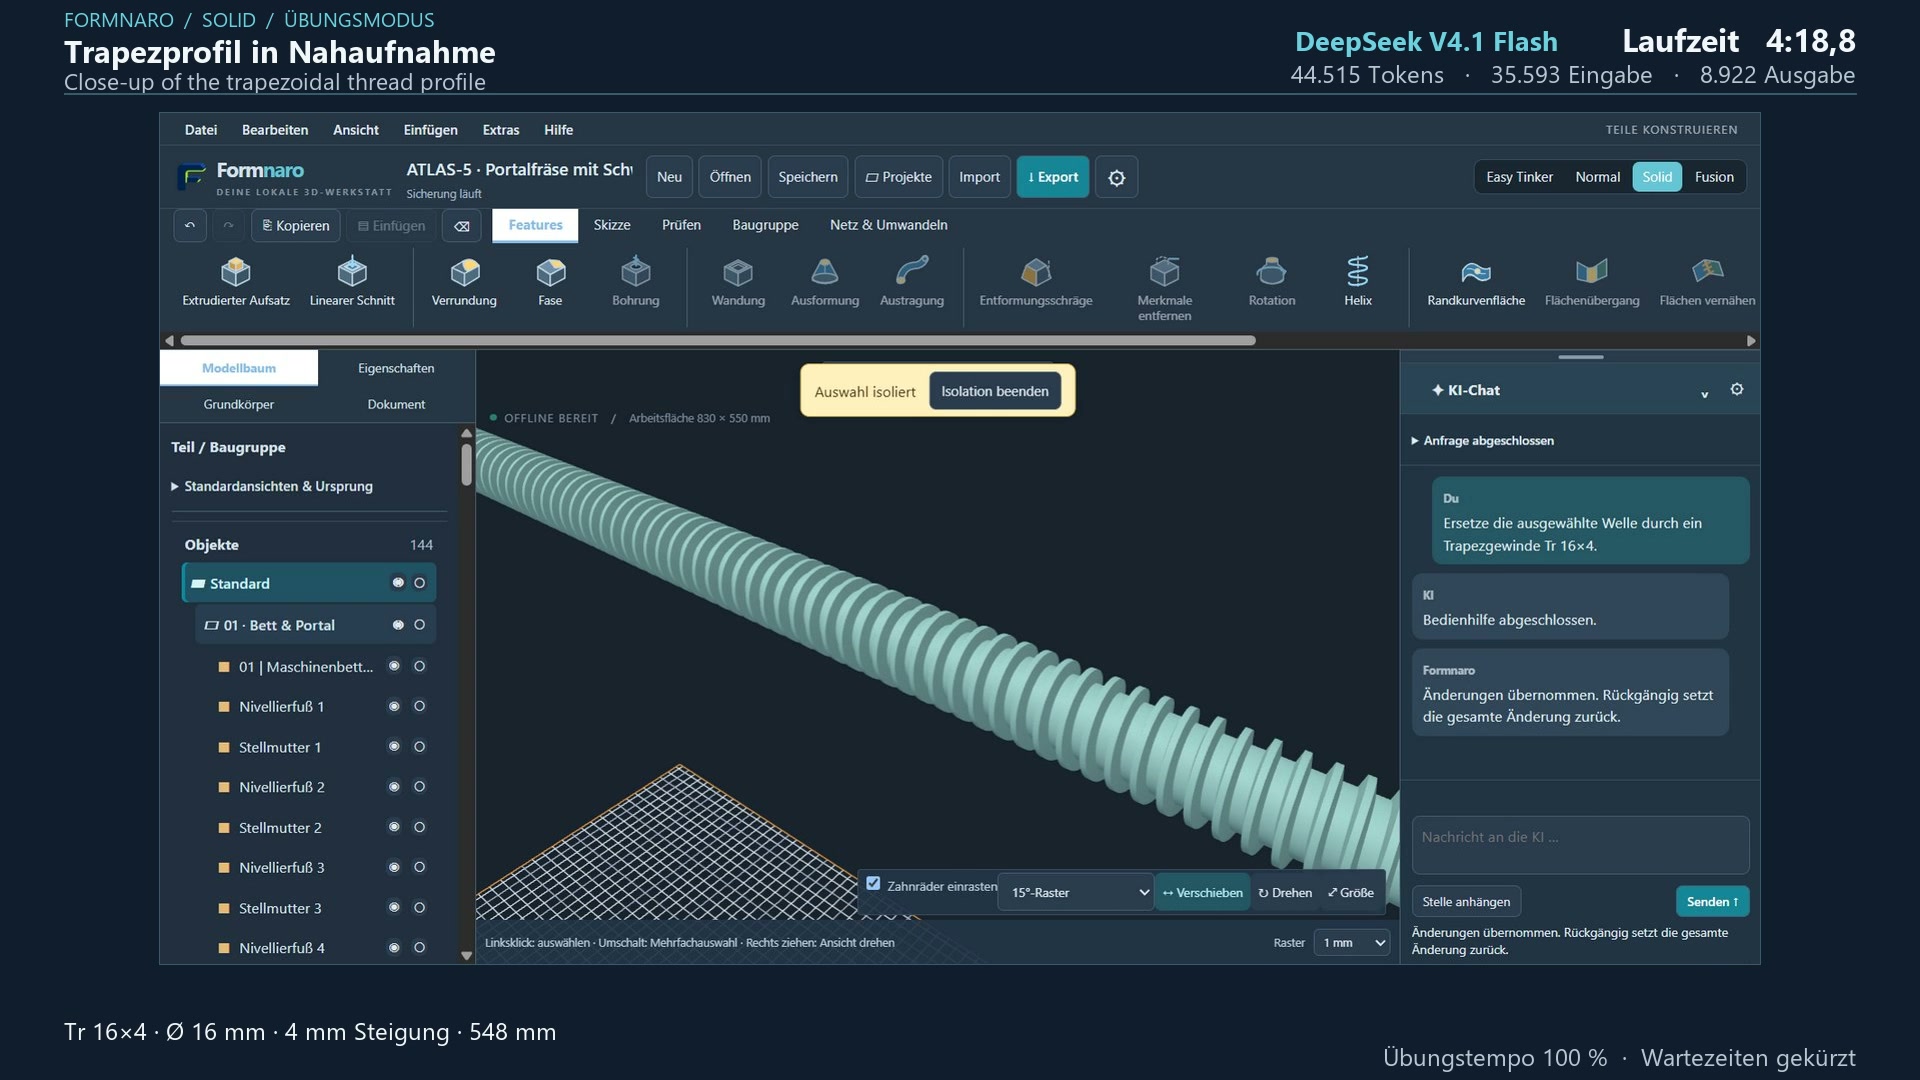 FORMNARO / SOLID / ÜBUNGSMODUS
Trapezprofil in Nahaufnahme
Close-up of the trapezoidal thread profile
DeepSeek V4.1 Flash Laufzeit 4:18,8
44.515 Tokens · 35.593 Eingabe · 8.922 Ausgabe
Datei Bearbeiten Ansicht Einfügen Extras Hilfe
TEILE KONSTRUIEREN
Formnaro
DEINE LOKALE 3D-WERKSTATT
ATLAS-5 · Portalfräse mit Schw
Sicherung läuft
Neu Öffnen Speichern Projekte Import ↓ Export
Easy Tinker Normal Solid Fusion
Kopieren Einfügen
Features Skizze Prüfen Baugruppe Netz & Umwandeln
Extrudierter Aufsatz Linearer Schnitt Verrundung Fase Bohrung Wandung Ausformung Austragung Entformungsschräge Merkmale entfernen Rotation Helix Randkurvenfläche Flächenübergang Flächen vernähen
Modellbaum Eigenschaften
Grundkörper Dokument
Teil / Baugruppe
Standardansichten & Ursprung
Objekte 144
Standard
01 · Bett & Portal
01 | Maschinenbett...
Nivellierfuß 1
Stellmutter 1
Nivellierfuß 2
Stellmutter 2
Nivellierfuß 3
Stellmutter 3
Nivellierfuß 4
Auswahl isoliert Isolation beenden
OFFLINE BEREIT / Arbeitsfläche 830 × 550 mm
Zahnräder einrasten 15°-Raster ↔ Verschieben ↻ Drehen ⤢ Größe
Linksklick: auswählen · Umschalt: Mehrfachauswahl · Rechts ziehen: Ansicht drehen
Raster 1 mm
✦ KI-Chat
Anfrage abgeschlossen
Du
Ersetze die ausgewählte Welle durch ein
Trapezgewinde Tr 16×4.
KI
Bedienhilfe abgeschlossen.
Formnaro
Änderungen übernommen. Rückgängig setzt
die gesamte Änderung zurück.
Nachricht an die KI ...
Stelle anhängen Senden ↑
Änderungen übernommen. Rückgängig setzt die gesamte
Änderung zurück.
Tr 16×4 · Ø 16 mm · 4 mm Steigung · 548 mm
Übungstempo 100 % · Wartezeiten gekürzt